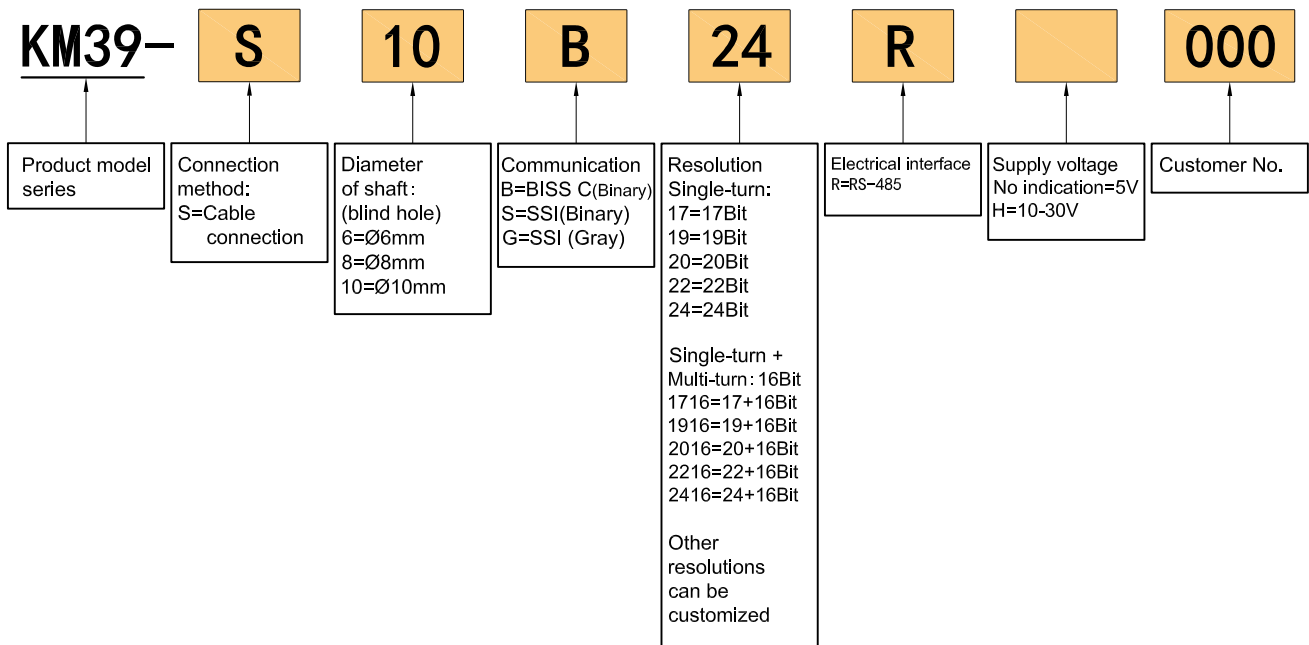 KM39- S 10 B 24 R 000
Product model
series
Connection
method:
S=Cable
connection
Diameter
of shaft:
(blind hole)
6=Ø6mm
8=Ø8mm
10=Ø10mm
Communication
B=BISS C(Binary)
S=SSI(Binary)
G=SSI (Gray)
Resolution
Single-turn:
17=17Bit
19=19Bit
20=20Bit
22=22Bit
24=24Bit
Single-turn +
Multi-turn: 16Bit
1716=17+16Bit
1916=19+16Bit
2016=20+16Bit
2216=22+16Bit
2416=24+16Bit
Other
resolutions
can be
customized
Electrical interface
R=RS-485
Supply voltage
No indication=5V
H=10-30V
Customer No.